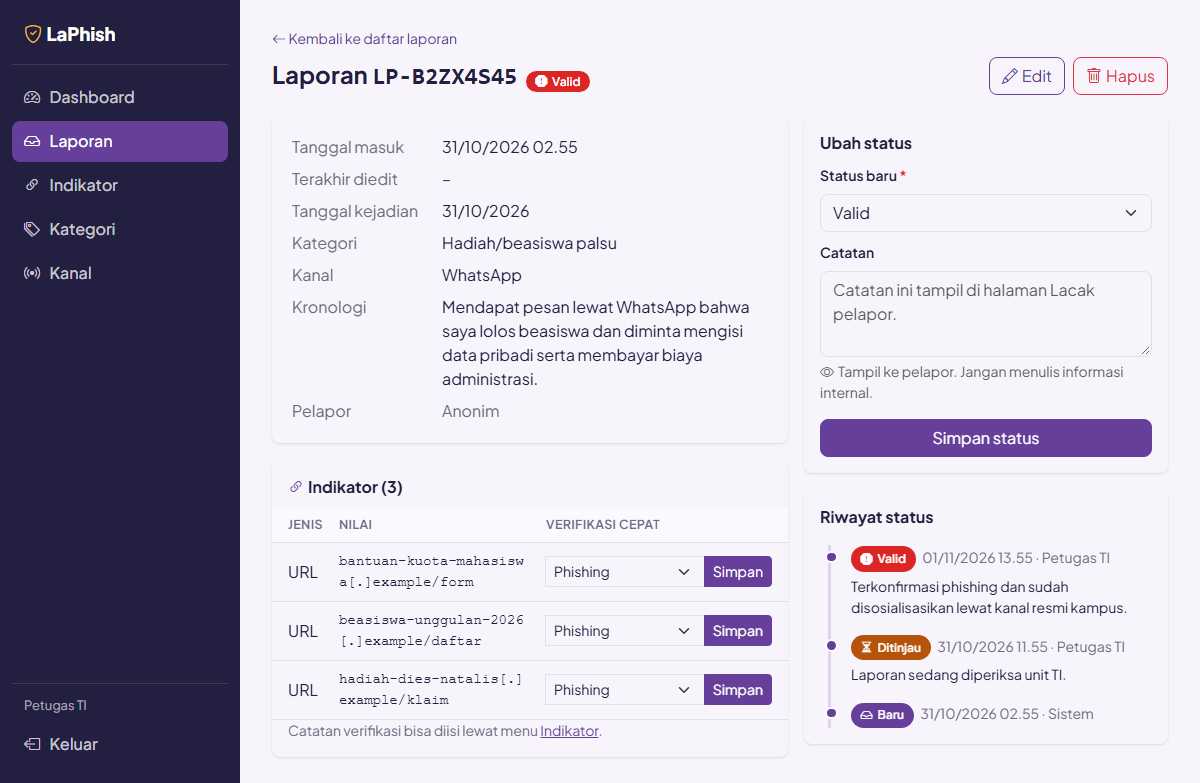 LaPhish
Dashboard
Laporan
Indikator
Kategori
Kanal
Petugas TI
Keluar
← Kembali ke daftar laporan
Laporan LP-B2ZX4S45 Valid
Edit
Hapus
Tanggal masuk 31/10/2026 02.55
Terakhir diedit –
Tanggal kejadian 31/10/2026
Kategori Hadiah/beasiswa palsu
Kanal WhatsApp
Kronologi Mendapat pesan lewat WhatsApp bahwa
saya lolos beasiswa dan diminta mengisi
data pribadi serta membayar biaya
administrasi.
Pelapor Anonim
Indikator (3)
JENIS NILAI VERIFIKASI CEPAT
URL bantuan-kuota-mahasisw
a[.]example/form
Phishing Simpan
URL beasiswa-unggulan-2026
[.]example/daftar
Phishing Simpan
URL hadiah-dies-natalis[.]
example/klaim
Phishing Simpan
Catatan verifikasi bisa diisi lewat menu Indikator.
Ubah status
Status baru *
Valid
Catatan
Catatan ini tampil di halaman Lacak
pelapor.
Tampil ke pelapor. Jangan menulis informasi
internal.
Simpan status
Riwayat status
Valid 01/11/2026 13.55 · Petugas TI
Terkonfirmasi phishing dan sudah
disosialisasikan lewat kanal resmi kampus.
Ditinjau 31/10/2026 11.55 · Petugas TI
Laporan sedang diperiksa unit TI.
Baru 31/10/2026 02.55 · Sistem